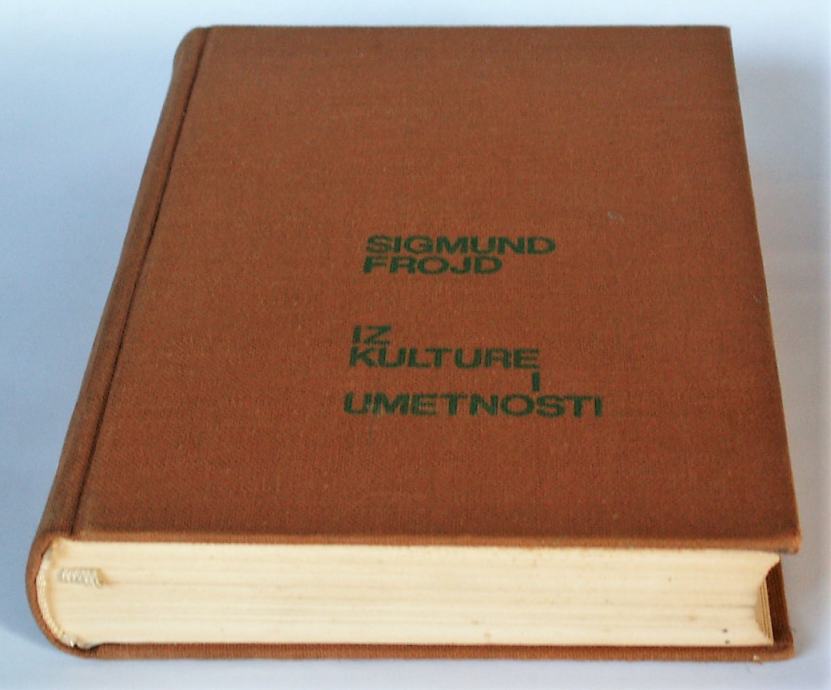 SIGMUND
FROJD
IZ
KULTURE
I
UMETNOSTI